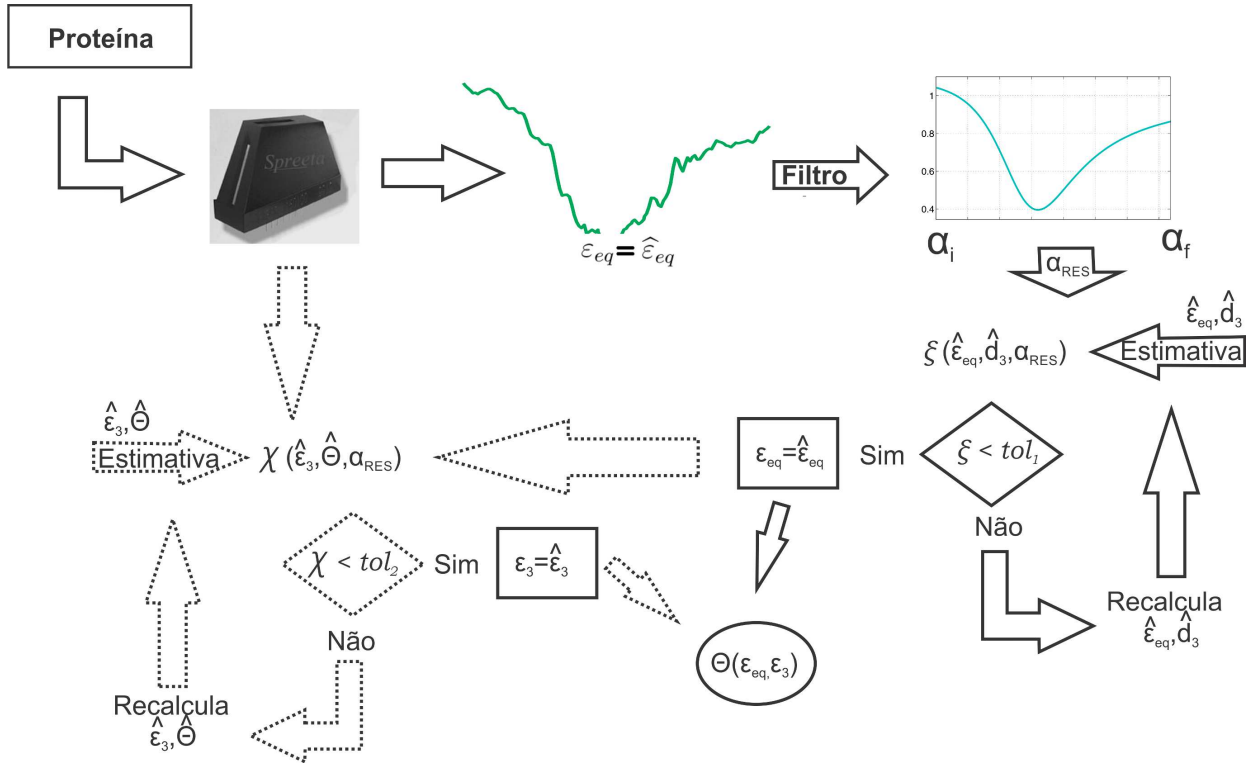 Proteína
Spreeta
ε_eq = ε̂_eq
Filtro
1
0.8
0.6
0.4
α_i
α_f
α_RES
ε̂_eq,d̂_3
ξ(ε̂_eq,d̂_3,α_RES)
Estimativa
ε̂_3,Θ̂
Estimativa
χ(ε̂_3,Θ̂,α_RES)
ε_eq=ε̂_eq
Sim
ξ < tol_1
Não
χ < tol_2
Sim
ε_3=ε̂_3
Recalcula
ε̂_eq,d̂_3
Não
Θ(ε_eq,ε_3)
Recalcula
ε̂_3,Θ̂